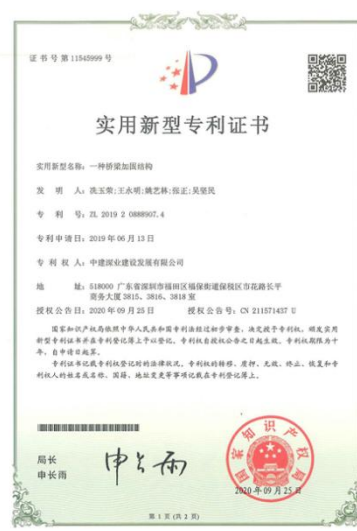 证书号第11545999号
实用新型专利证书
实用新型名称：一种桥梁加固结构
发明人：洗玉荣;王永明;姚艺林;张正;吴贤民
专利号：ZL 2019 2 0888907.4
专利申请日：2019年06月13日
专利权人：中建深业建设发展有限公司
地址：518000 广东省深圳市福田区福保街道保税区市花路长平
商务大厦3815、3816、3818室
授权公告日：2020年09月25日 授权公告号：CN 211571437 U
国家知识产权局依照中华人民共和国专利法经过初步审查，决定授予专利权，颁发实用
新型专利证书并在专利登记簿上予以登记。专利权自授权公告之日起生效。专利权期限为十
年，自申请日起算。
专利证书记载专利权登记时的法律状况。专利权的转移、质押、无效、终止、恢复和专
利权人的姓名或名称、国籍、地址变更等事项记载在专利登记簿上。
局长
申长雨
申长雨
国家知识产权局
2020年09月25日
第 1 页 (共 2 页)